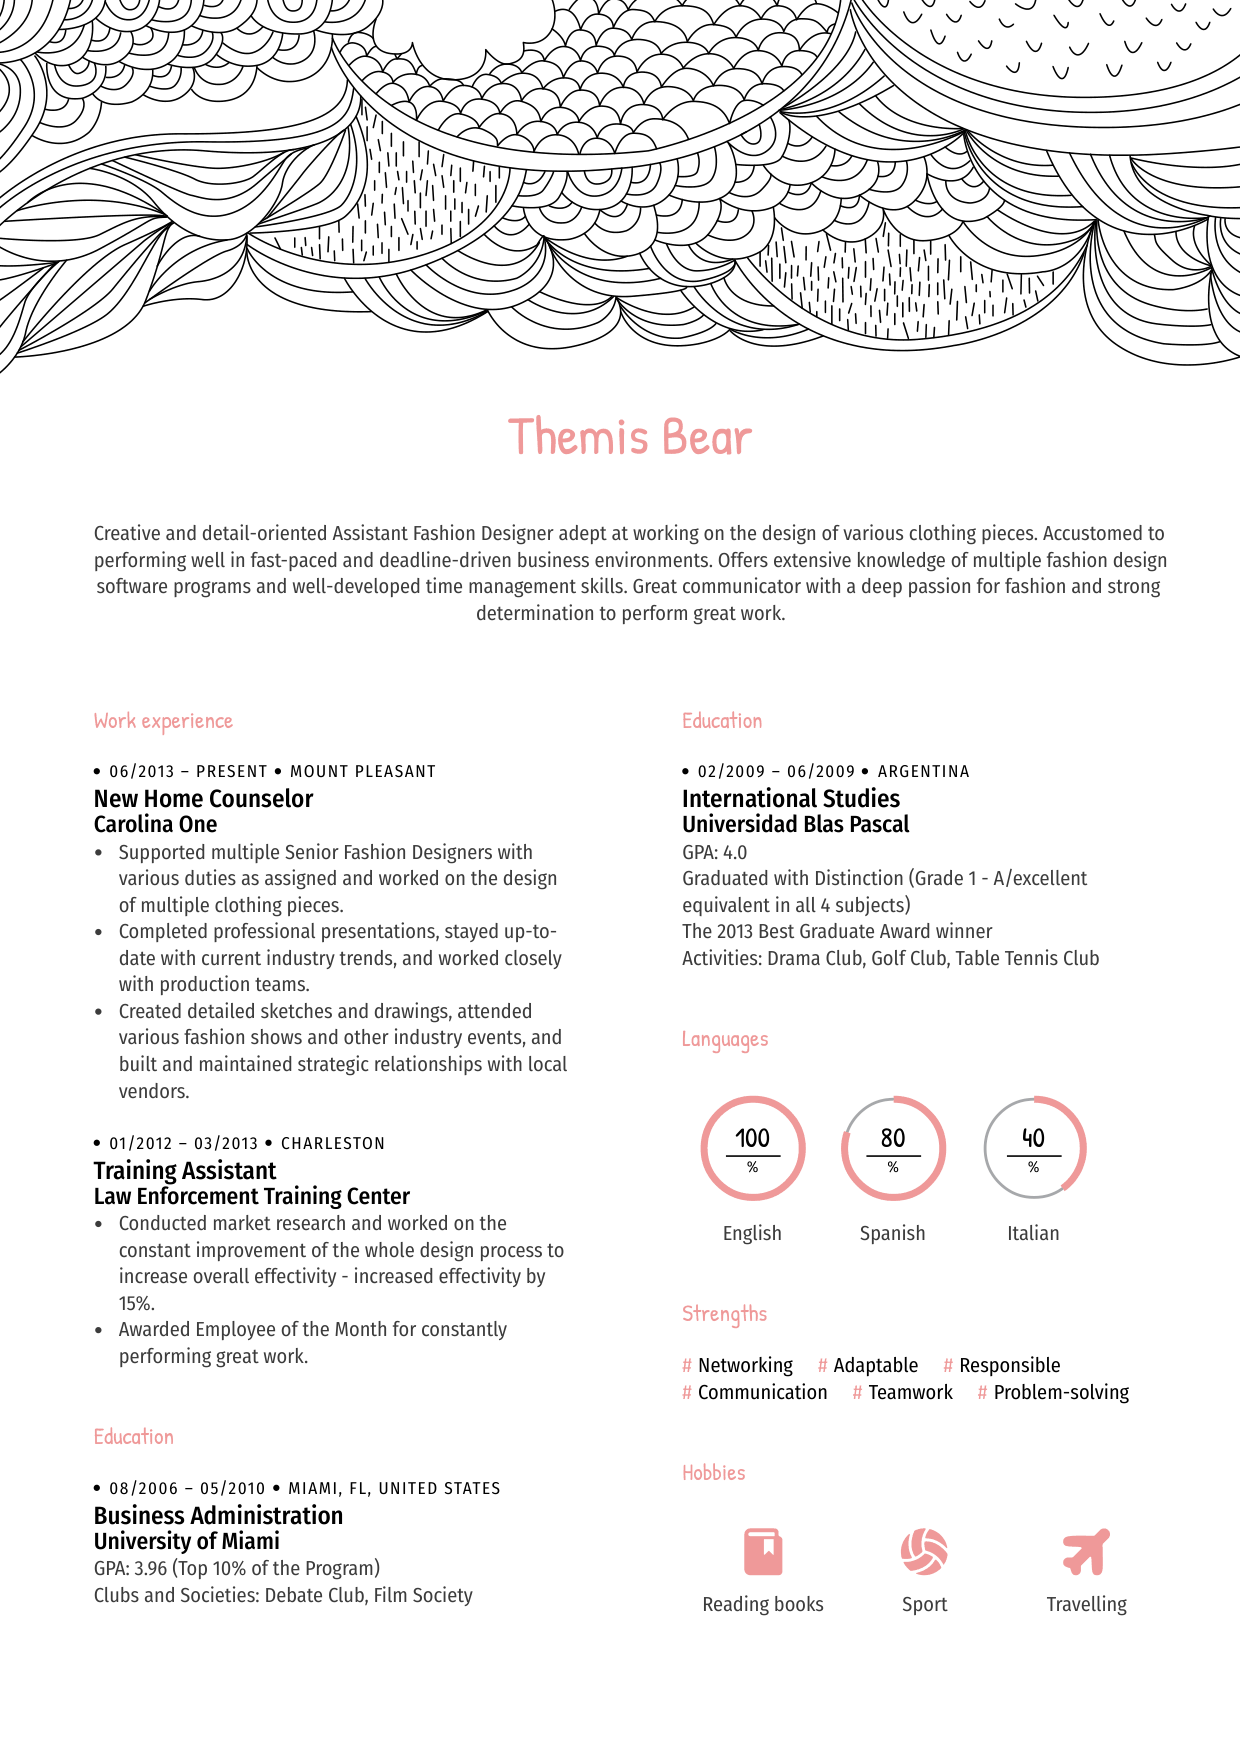 Themis Bear
Creative and detail-oriented Assistant Fashion Designer adept at working on the design of various clothing pieces. Accustomed to
performing well in fast-paced and deadline-driven business environments. Offers extensive knowledge of multiple fashion design
software programs and well-developed time management skills. Great communicator with a deep passion for fashion and strong
determination to perform great work.
Work experience
• 06/2013 – PRESENT • MOUNT PLEASANT
New Home Counselor
Carolina One
• Supported multiple Senior Fashion Designers with
various duties as assigned and worked on the design
of multiple clothing pieces.
• Completed professional presentations, stayed up-to-
date with current industry trends, and worked closely
with production teams.
• Created detailed sketches and drawings, attended
various fashion shows and other industry events, and
built and maintained strategic relationships with local
vendors.
• 01/2012 – 03/2013 • CHARLESTON
Training Assistant
Law Enforcement Training Center
• Conducted market research and worked on the
constant improvement of the whole design process to
increase overall effectivity - increased effectivity by
15%.
• Awarded Employee of the Month for constantly
performing great work.
Education
• 08/2006 – 05/2010 • MIAMI, FL, UNITED STATES
Business Administration
University of Miami
GPA: 3.96 (Top 10% of the Program)
Clubs and Societies: Debate Club, Film Society
Education
• 02/2009 – 06/2009 • ARGENTINA
International Studies
Universidad Blas Pascal
GPA: 4.0
Graduated with Distinction (Grade 1 - A/excellent
equivalent in all 4 subjects)
The 2013 Best Graduate Award winner
Activities: Drama Club, Golf Club, Table Tennis Club
Languages
100 80 40
% % %
English Spanish Italian
Strengths
# Networking # Adaptable # Responsible
# Communication # Teamwork # Problem-solving
Hobbies
Reading books Sport Travelling